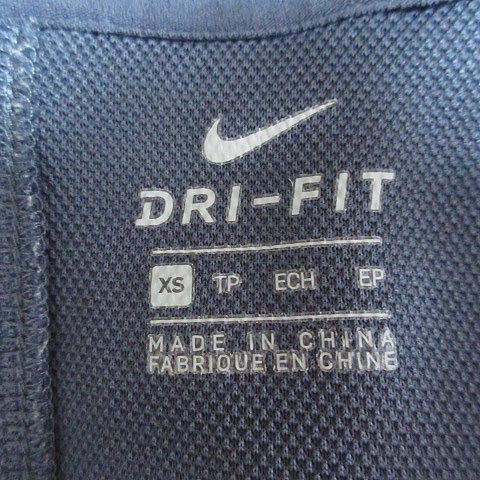 DRI-FIT
XS TP ECH EP
MADE IN CHINA
FABRIQUE EN CHINE